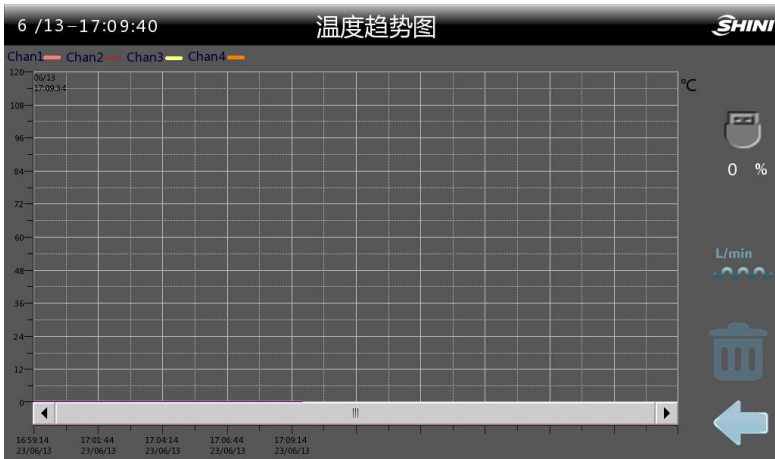 6 /13-17:09:40
温度趋势图
SHINI
Chan1 Chan2 Chan3 Chan4
120
06/13
17:09:34
℃
108
96
84
0 %
72
60
L/min
48
36
24
12
0
16:59:14 17:01:44 17:04:14 17:06:44 17:09:14
23/06/13 23/06/13 23/06/13 23/06/13 23/06/13